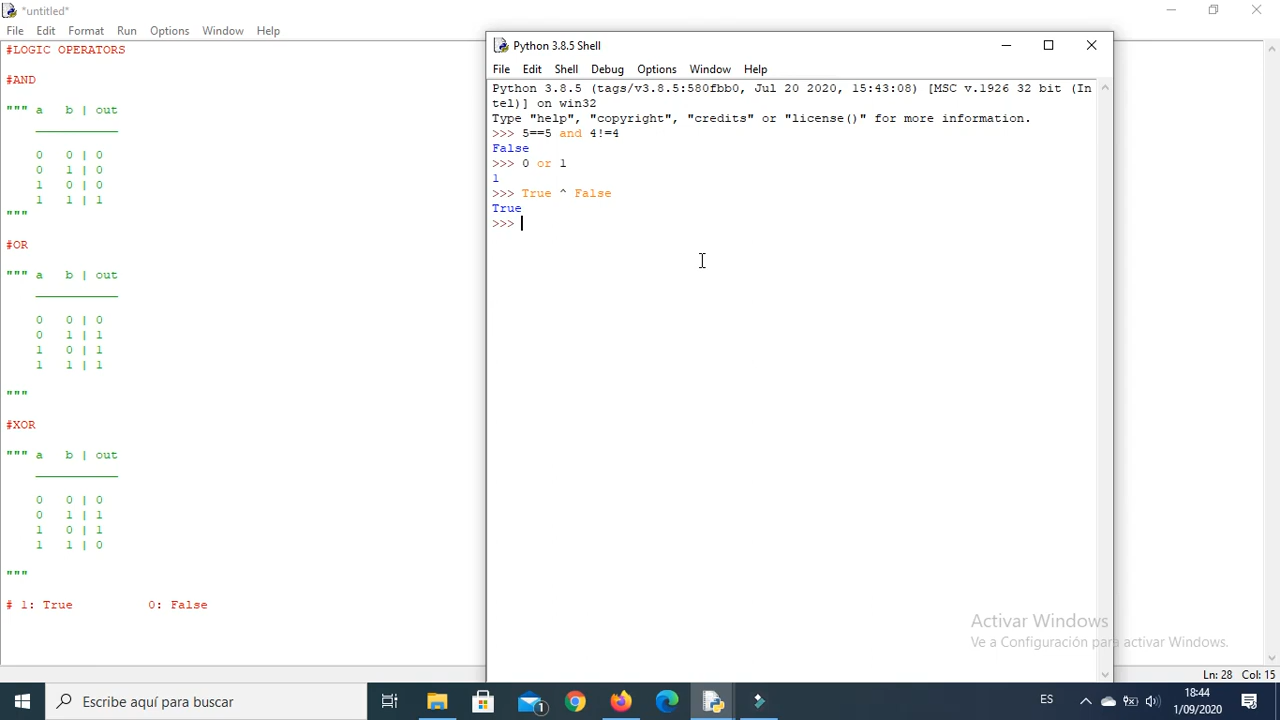 *untitled*
File Edit Format Run Options Window Help
#LOGIC OPERATORS
#AND
""" a b | out
0 0 | 0
0 1 | 0
1 0 | 0
1 1 | 1
"""
#OR
""" a b | out
0 0 | 0
0 1 | 1
1 0 | 1
1 1 | 1
"""
#XOR
""" a b | out
0 0 | 0
0 1 | 1
1 0 | 1
1 1 | 0
"""
# 1: True 0: False
Python 3.8.5 Shell
File Edit Shell Debug Options Window Help
Python 3.8.5 (tags/v3.8.5:580fbb0, Jul 20 2020, 15:43:08) [MSC v.1926 32 bit (In
tel)] on win32
Type "help", "copyright", "credits" or "license()" for more information.
>>> 5==5 and 4!=4
False
>>> 0 or 1
1
>>> True ^ False
True
>>>
Activar Windows
Ve a Configuración para activar Windows.
Ln: 28 Col: 15
Escribe aquí para buscar
1
ES
18:44
1/09/2020